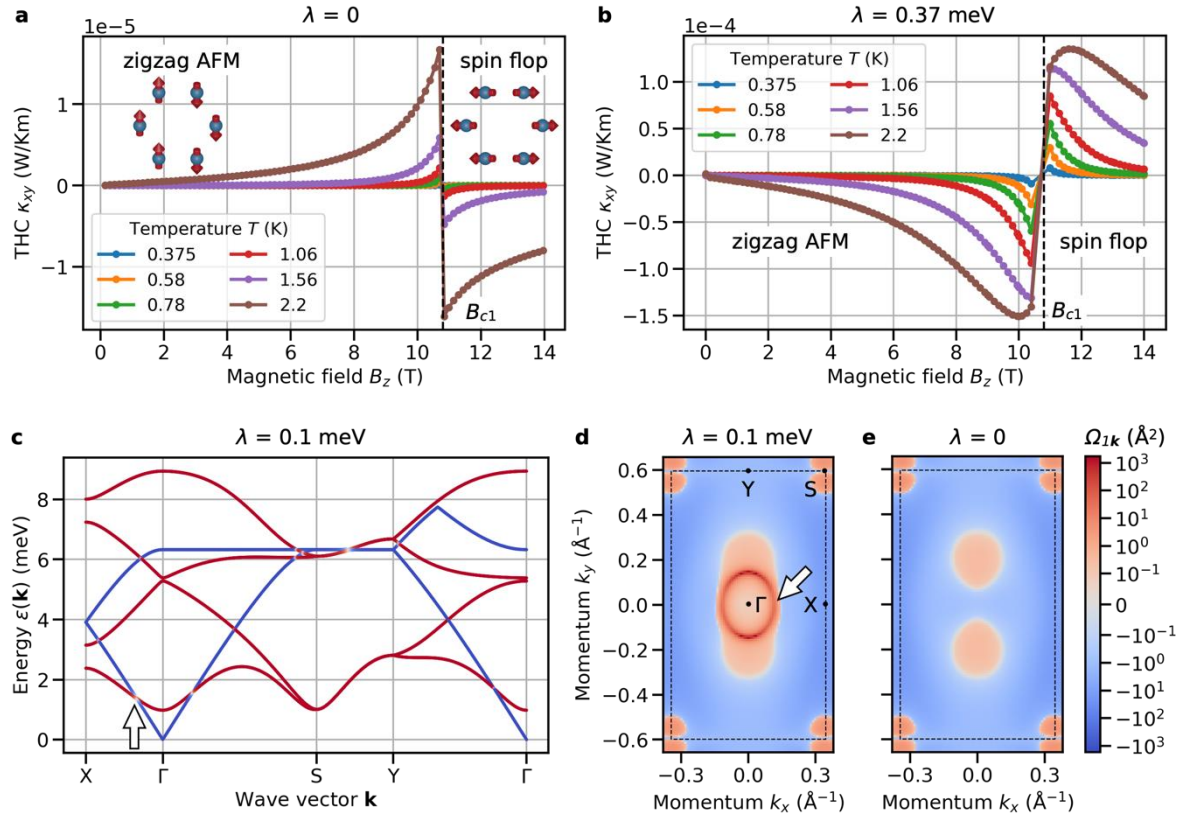 a λ = 0
1e−5
zigzag AFM
spin flop
THC κxy (W/Km)
1
0
−1
Temperature T (K)
0.375 1.06
0.58 1.56
0.78 2.2
Bc1
0 2 4 6 8 10 12 14
Magnetic field Bz (T)
b λ = 0.37 meV
1e−4
Temperature T (K)
0.375 1.06
0.58 1.56
0.78 2.2
THC κxy (W/Km)
1.0
0.5
0.0
−0.5
−1.0
−1.5
zigzag AFM
spin flop
Bc1
0 2 4 6 8 10 12 14
Magnetic field Bz (T)
c λ = 0.1 meV
Energy ε(k) (meV)
8
6
4
2
0
X Γ S Y Γ
Wave vector k
d λ = 0.1 meV
Momentum ky (Å−1)
0.6
0.4
0.2
0.0
−0.2
−0.4
−0.6
Y S
Γ X
−0.3 0.0 0.3
Momentum kx (Å−1)
e λ = 0
−0.3 0.0 0.3
Momentum kx (Å−1)
Ω1k (Å2)
103
102
101
100
10−1
0
−10−1
−100
−101
−102
−103